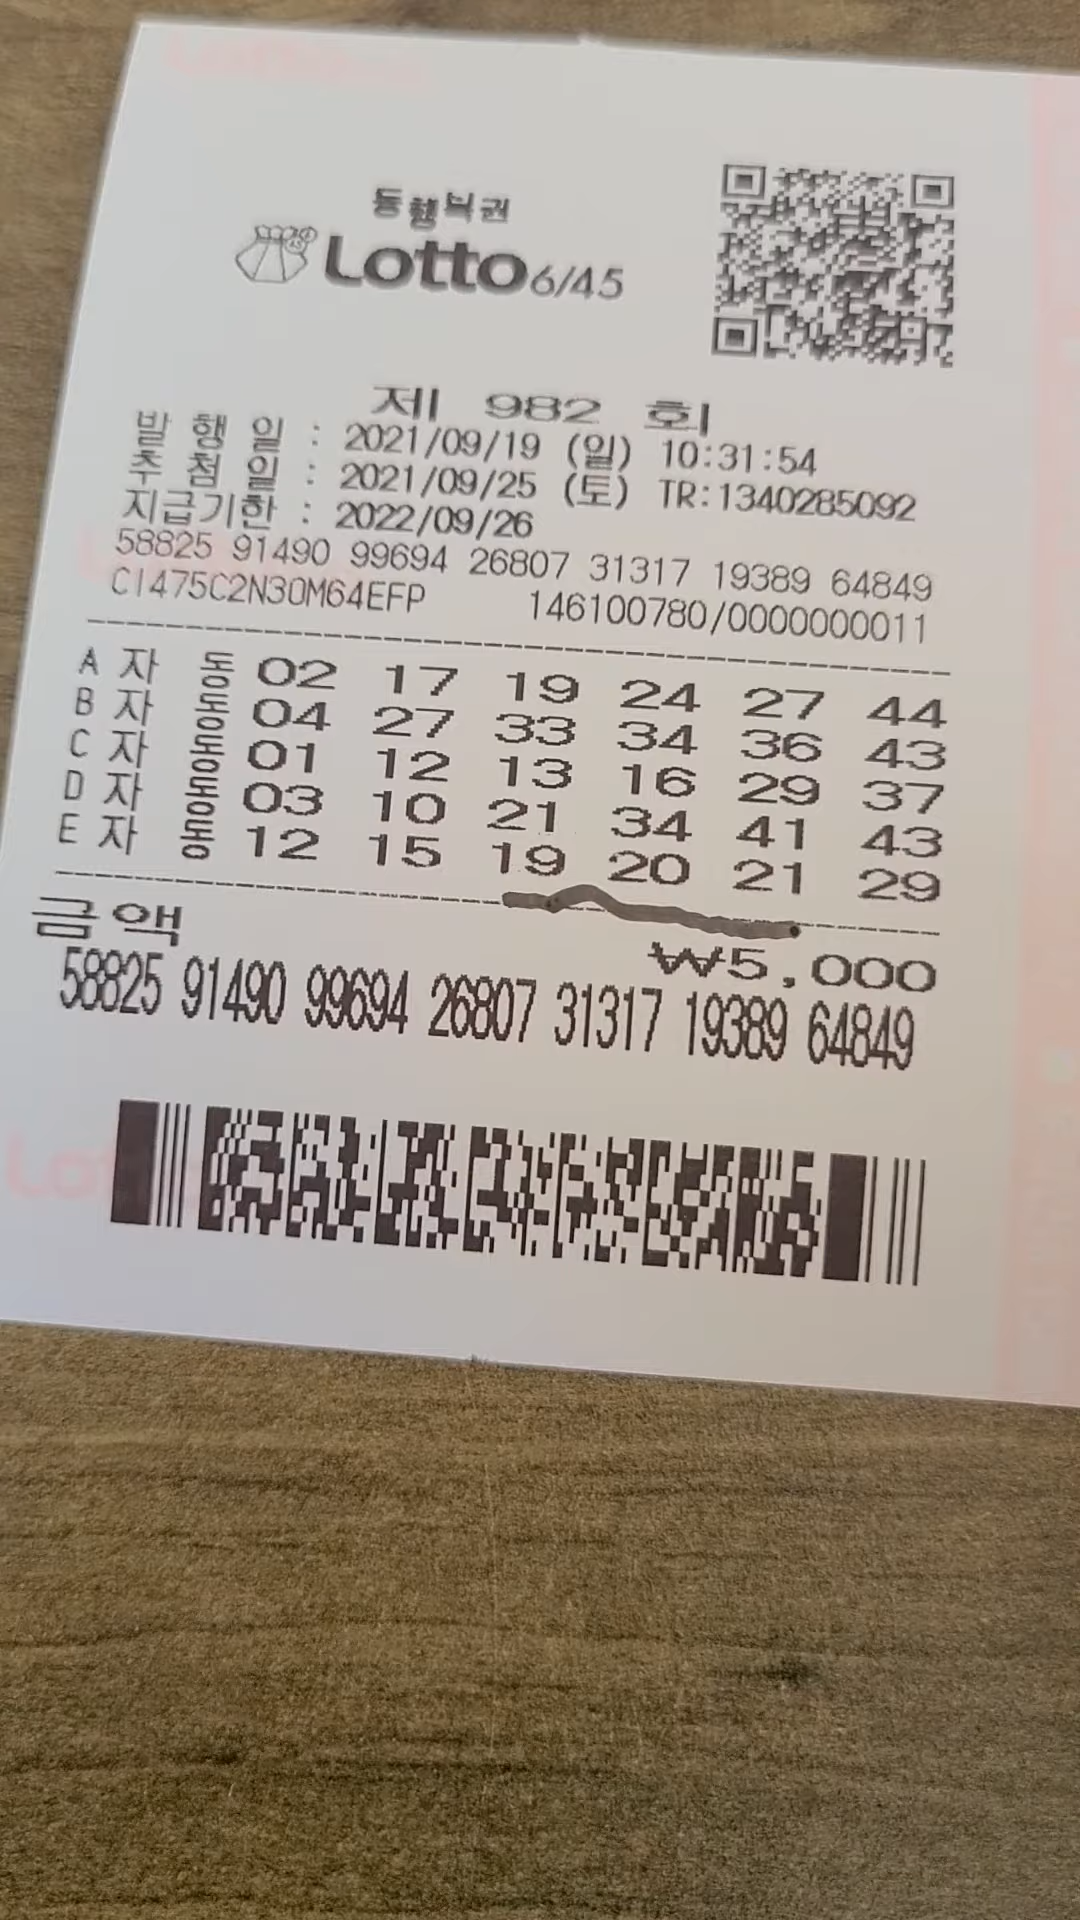 동행복권
Lotto 6/45
제 982 회
발 행 일 : 2021/09/19 (일) 10:31:54
추 첨 일 : 2021/09/25 (토) TR:1340285092
지급기한 : 2022/09/26
58825 91490 99694 26807 31317 19389 64849
CI475C2N30M64EFP 146100780/0000000011
A 자 동 02 17 19 24 27 44
B 자 동 04 27 33 34 36 43
C 자 동 01 12 13 16 29 37
D 자 동 03 10 21 34 41 43
E 자 동 12 15 19 20 21 29
금액 ₩5,000
58825 91490 99694 26807 31317 19389 64849